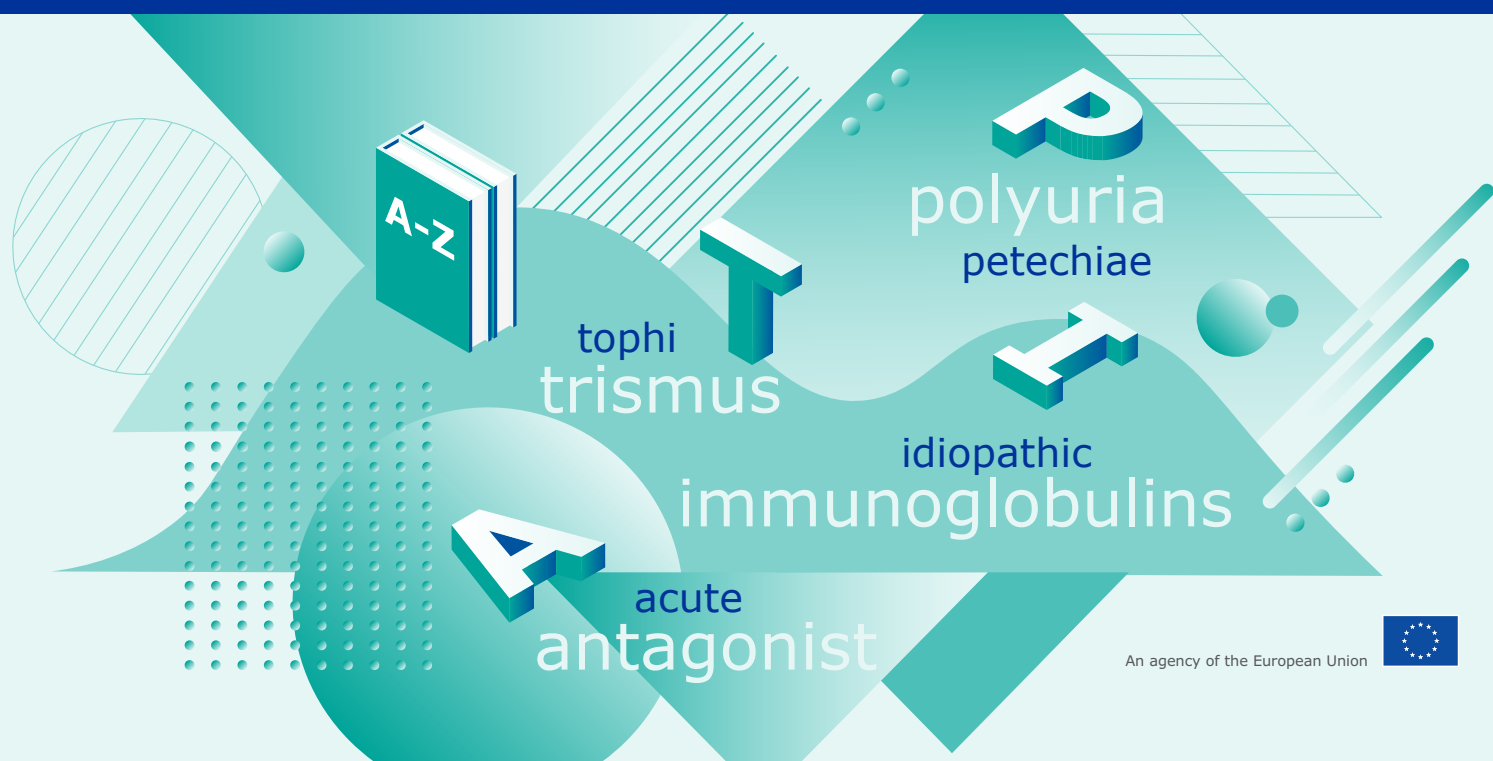 A-Z
P
polyuria
petechiae
T
tophi
trismus
I
idiopathic
immunoglobulins
A
acute
antagonist
An agency of the European Union